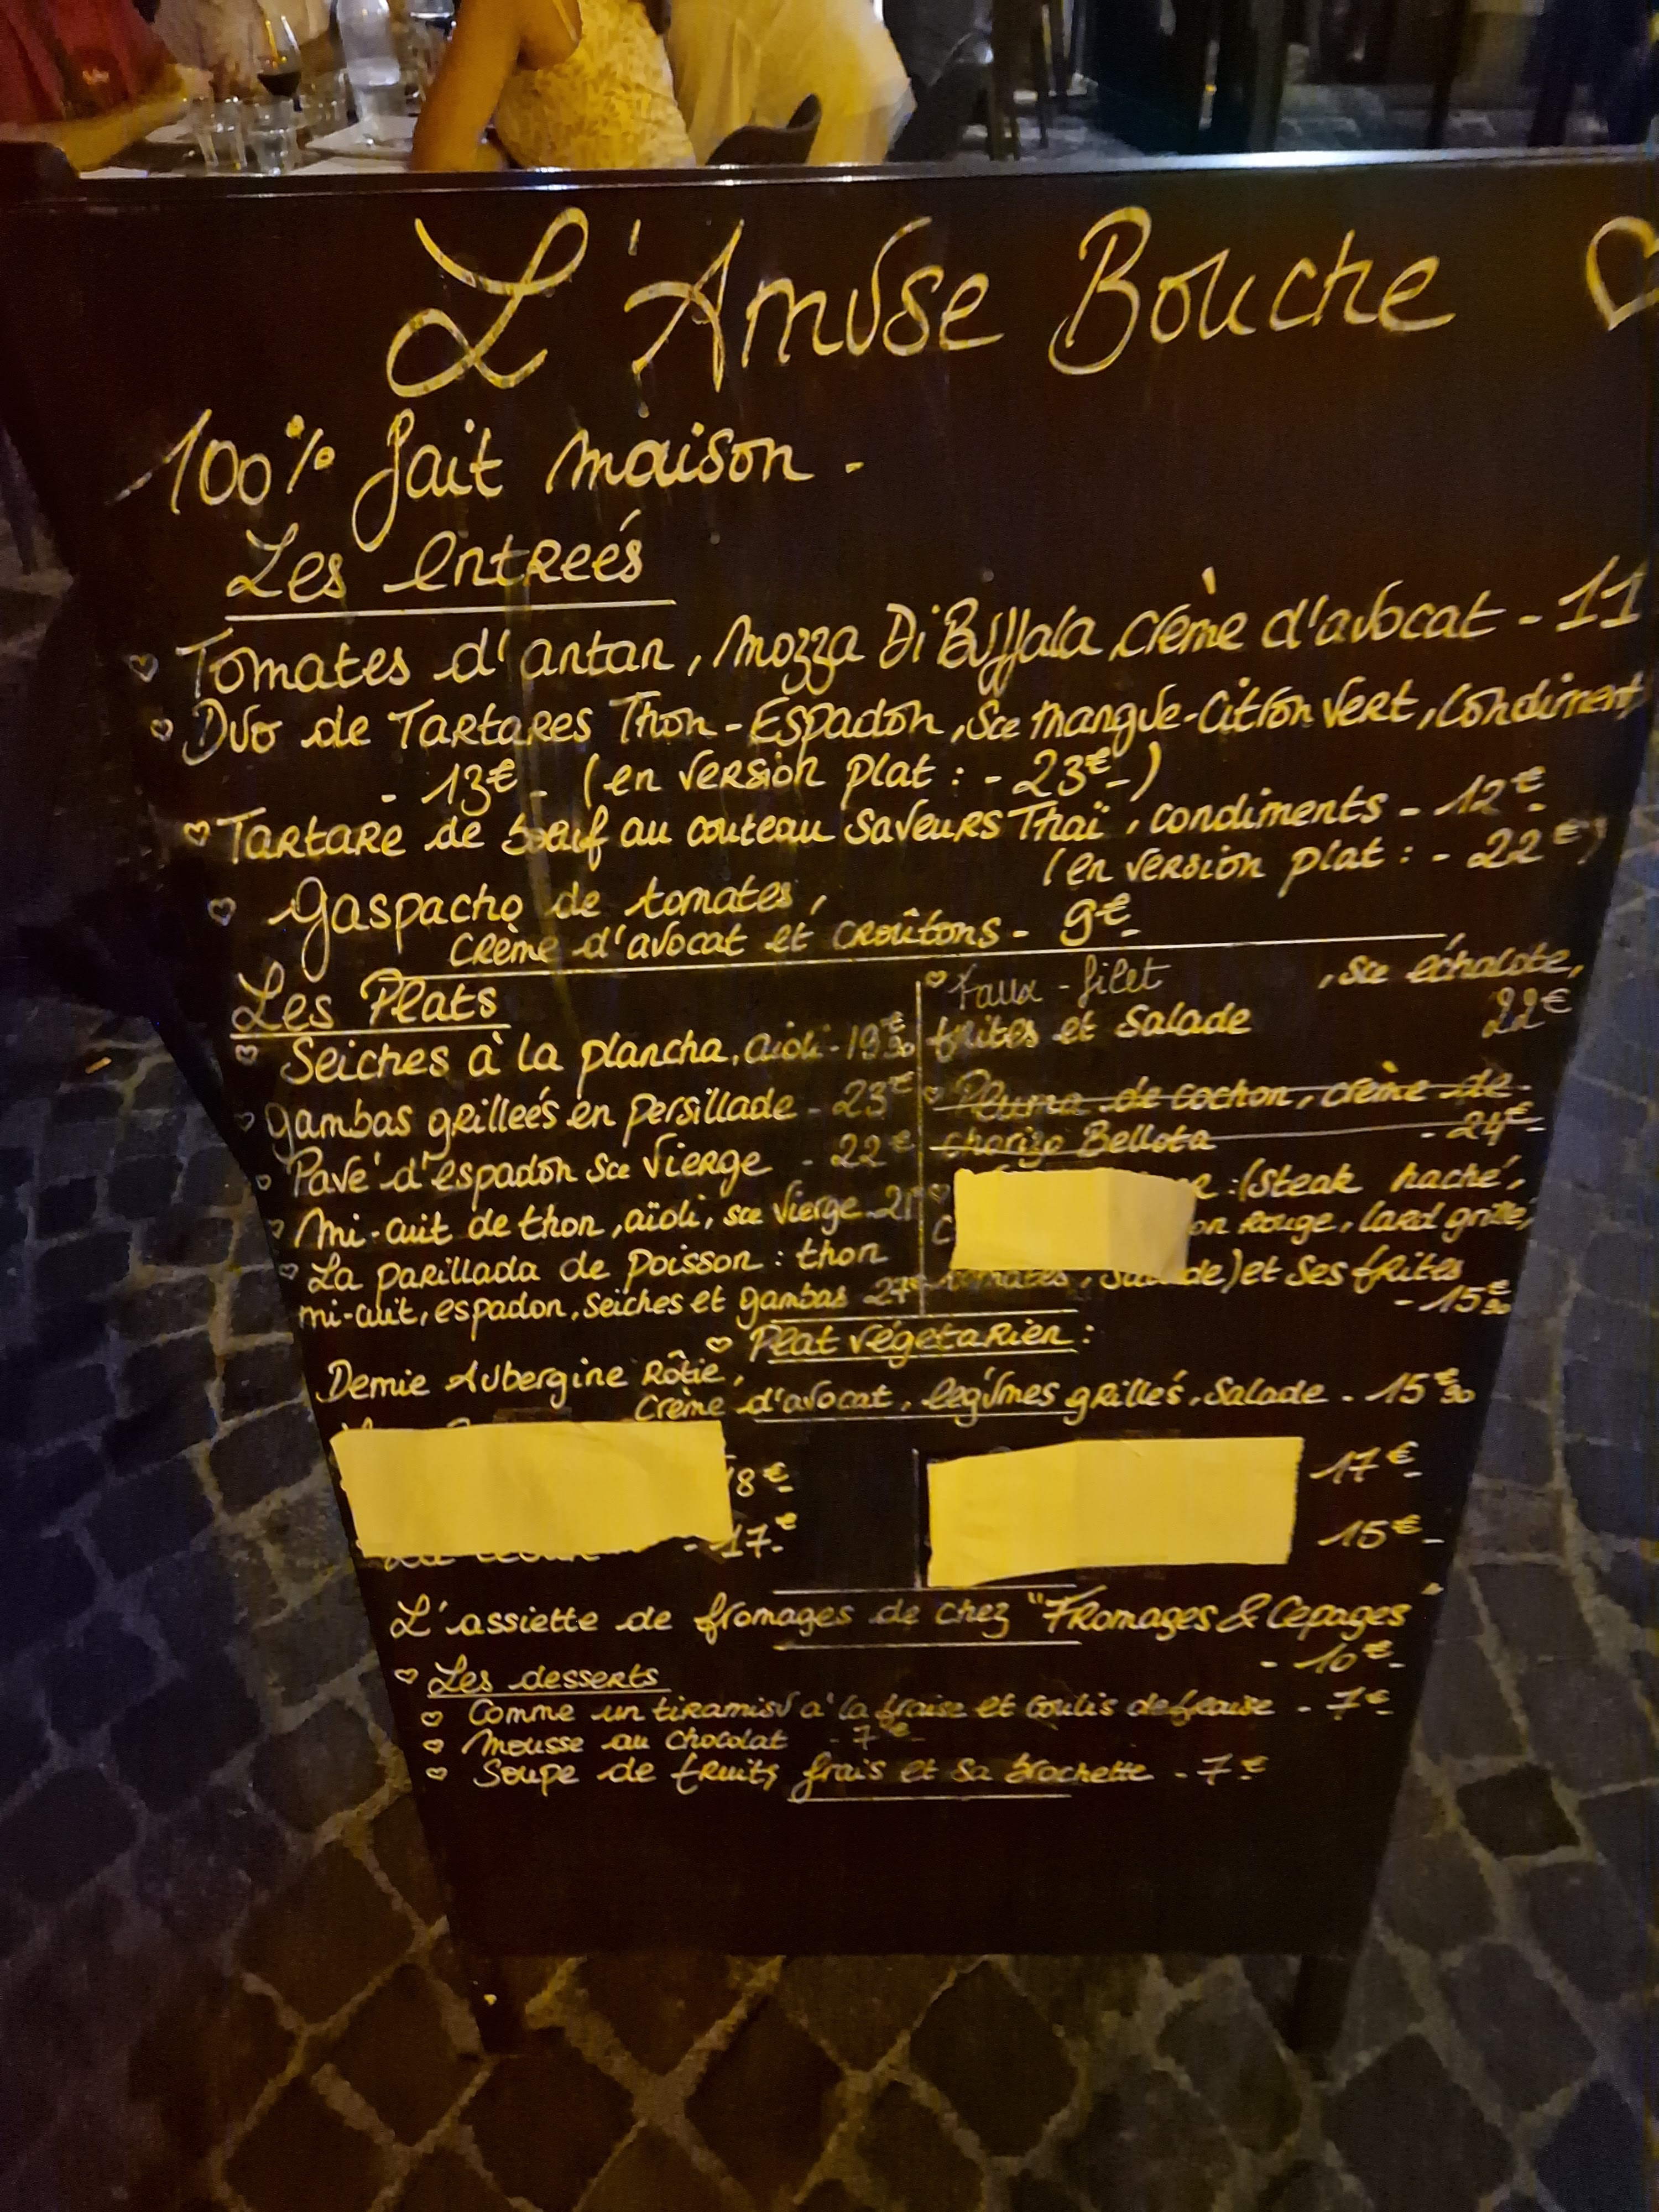 L'Amuse Bouche
100% fait maison -
Les entreés
Tomates d'antan, Mozza Di Buffala, crème d'avocat - 11
Duo de Tartares Thon - Espadon, sce mangue - citron vert, condiment
- 13€ - (en version plat : - 23€ -)
Tartare de bœuf au couteau saveurs Thaï, condiments - 12€ -
(en version plat : - 22€)
Gaspacho de tomates,
crème d'avocat et croûtons - 9€ -
Les Plats
Seiches à la plancha, aïoli - 19€90
Gambas grilleés en persillade - 23€
Pavé d'espadon sce vierge - 22€
Mi-cuit de thon, aïoli, sce vierge - 21
La parillada de poisson : thon
mi-cuit, espadon, seiches et gambas 27€
Faux - filet , sce échalote,
frites et salade 22€
Pluma de cochon, crème de
chorizo Bellota - 24€ -
: (Steak haché,
on rouge, lard grillé,
tomates, de) et ses frites
- 15€90
Plat végétarien :
Demie Aubergine Rôtie,
crème d'avocat, légumes grillés, salade - 15€90
8€ -
- 17€ -
17€ -
15€ -
L'assiette de fromages de chez "Fromages & Cepages"
- 10€ -
Les desserts
Comme un tiramisu à la fraise et coulis de fraise - 7€ -
Mousse au chocolat - 7€ -
Soupe de fruits frais et sa brochette - 7€ -